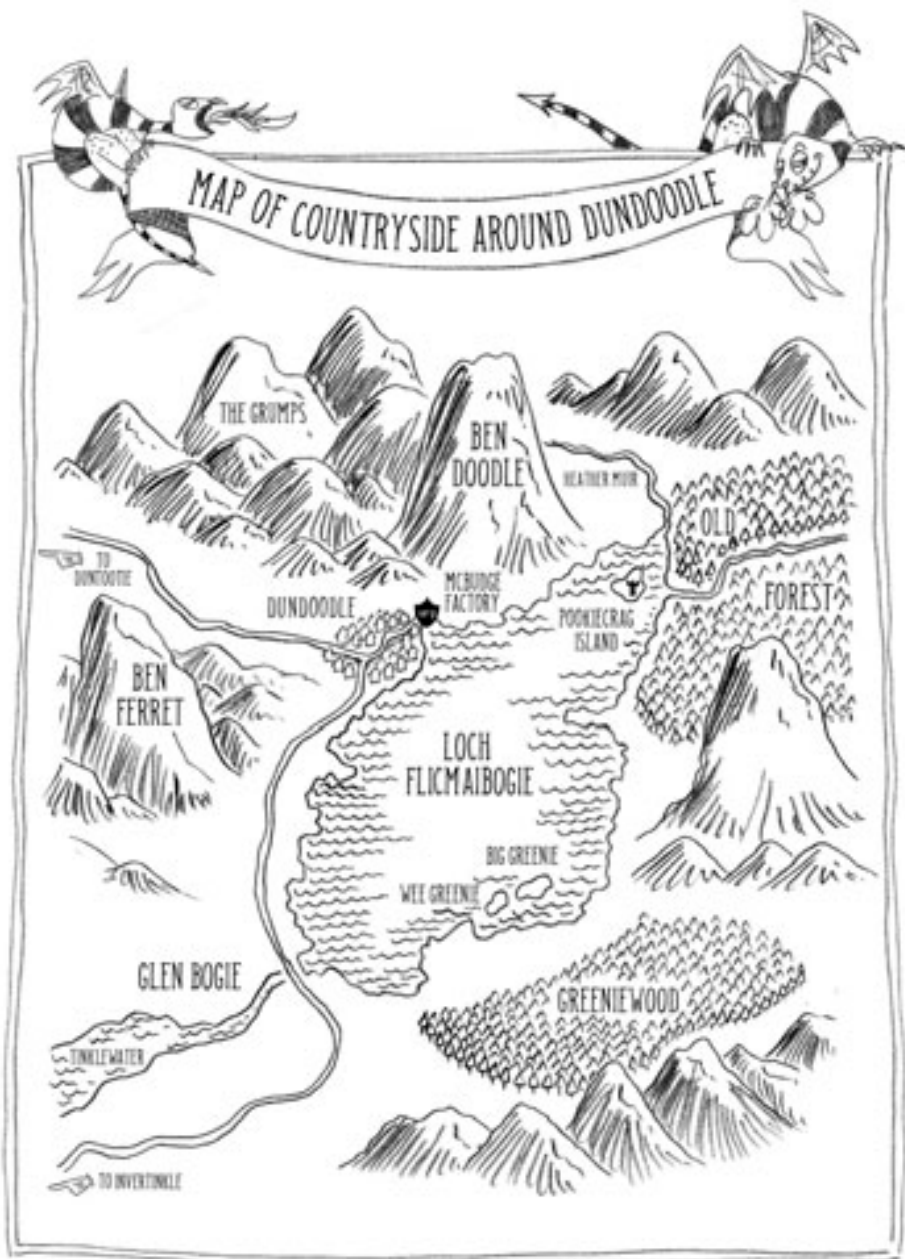 MAP OF COUNTRYSIDE AROUND DUNDOODLE
THE GRUMPS
BEN
DOODLE
HEATHER MUIR
OLD
FOREST
TO
DUNTOOTIE
DUNDOODLE
MCBUDGE
FACTORY
POOKIECRAG
ISLAND
BEN
FERRET
LOCH
FLICMAIBOGIE
BIG GREENIE
WEE GREENIE
GLEN BOGIE
GREENIEWOOD
TINKLEWATER
TO INVERTINKLE